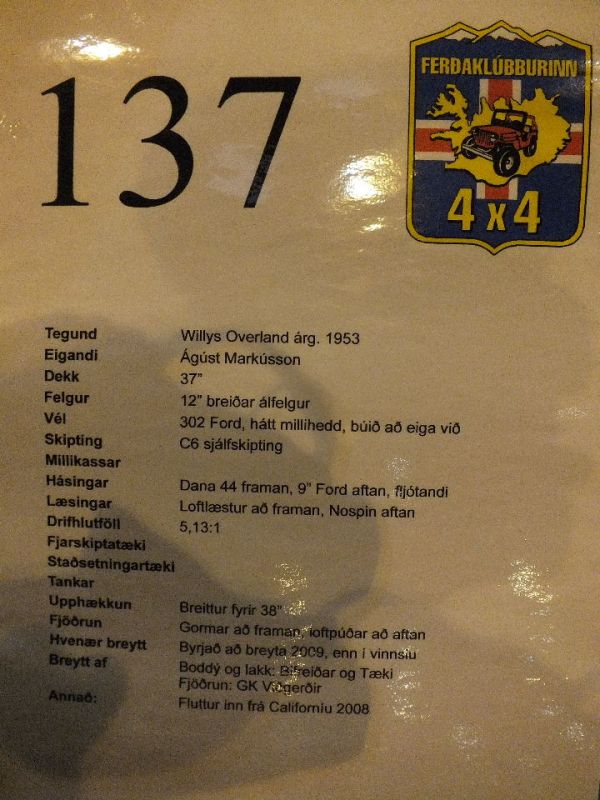 137
FERÐAKLÚBBURINN
4 x 4
Tegund Willys Overland árg. 1953
Eigandi Ágúst Markússon
Dekk 37”
Felgur 12” breiðar álfelgur
Vél 302 Ford, hátt millihedd, búið að eiga við
Skipting C6 sjálfskipting
Millikassar
Hásingar Dana 44 framan, 9” Ford aftan, fljótandi
Læsingar Loftlæstur að framan, Nospin aftan
Drifhlutföll 5,13:1
Fjarskiptatæki
Staðsetningartæki
Tankar
Upphækkun Breittur fyrir 38”
Fjöðrun Gormar að framan, loftpúðar að aftan
Hvenær breytt Byrjað að breyta 2009, enn í vinnslu
Breytt af Boddý og lakk: Bifreiðar og Tæki
Fjöðrun: GK Viðgerðir
Annað: Fluttur inn frá Californiu 2008